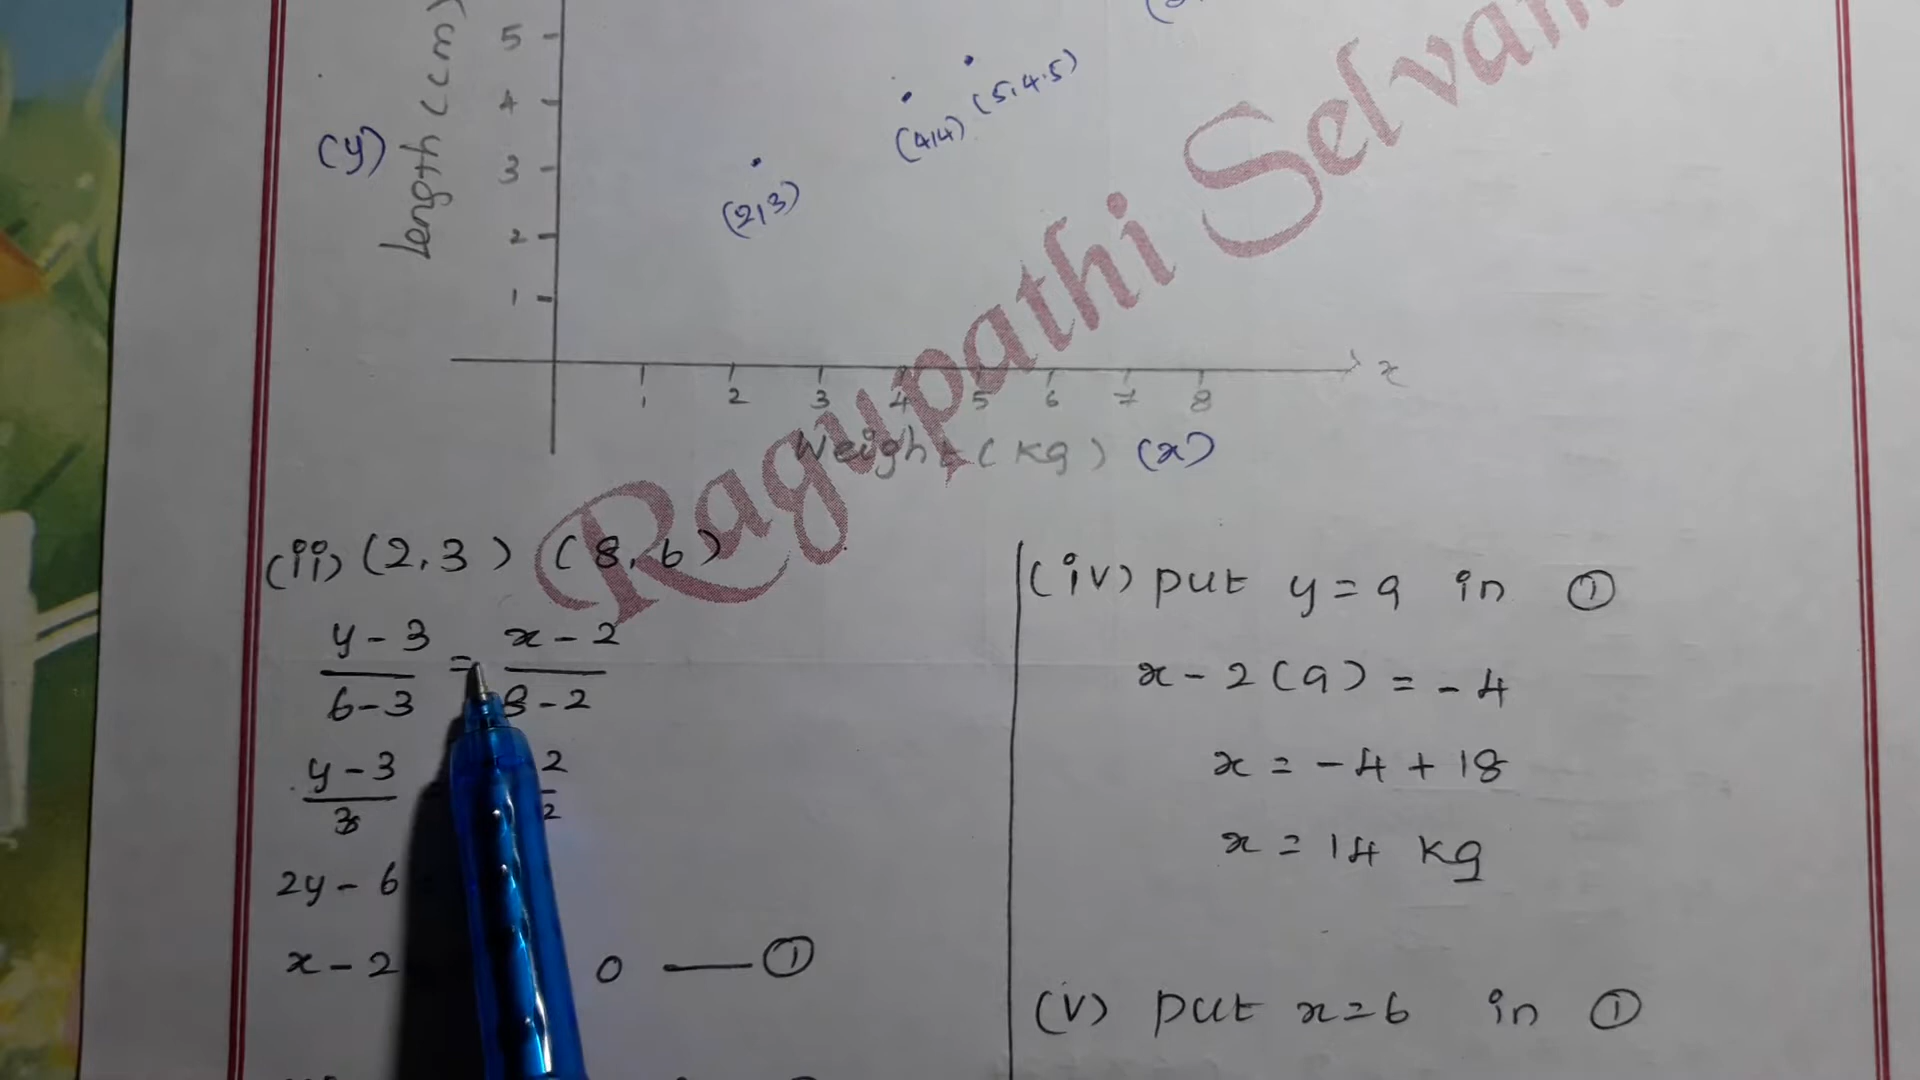 5
4
3
2
1
(y)
Length (cm)
(5,4.5)
(4,4)
(2,3)
x
1 2 3 4 5 6 7 8
Weight (kg) (x)
Ragupathi Selvam
(ii) (2,3) (8,6)
y-3 = x-2
6-3 8-2
y-3 2
3 2
2y-6
x-2 0 —— ①
(iv) put y=9 in ①
x-2(9) = -4
x = -4+18
x = 14 kg
(v) put x=6 in ①